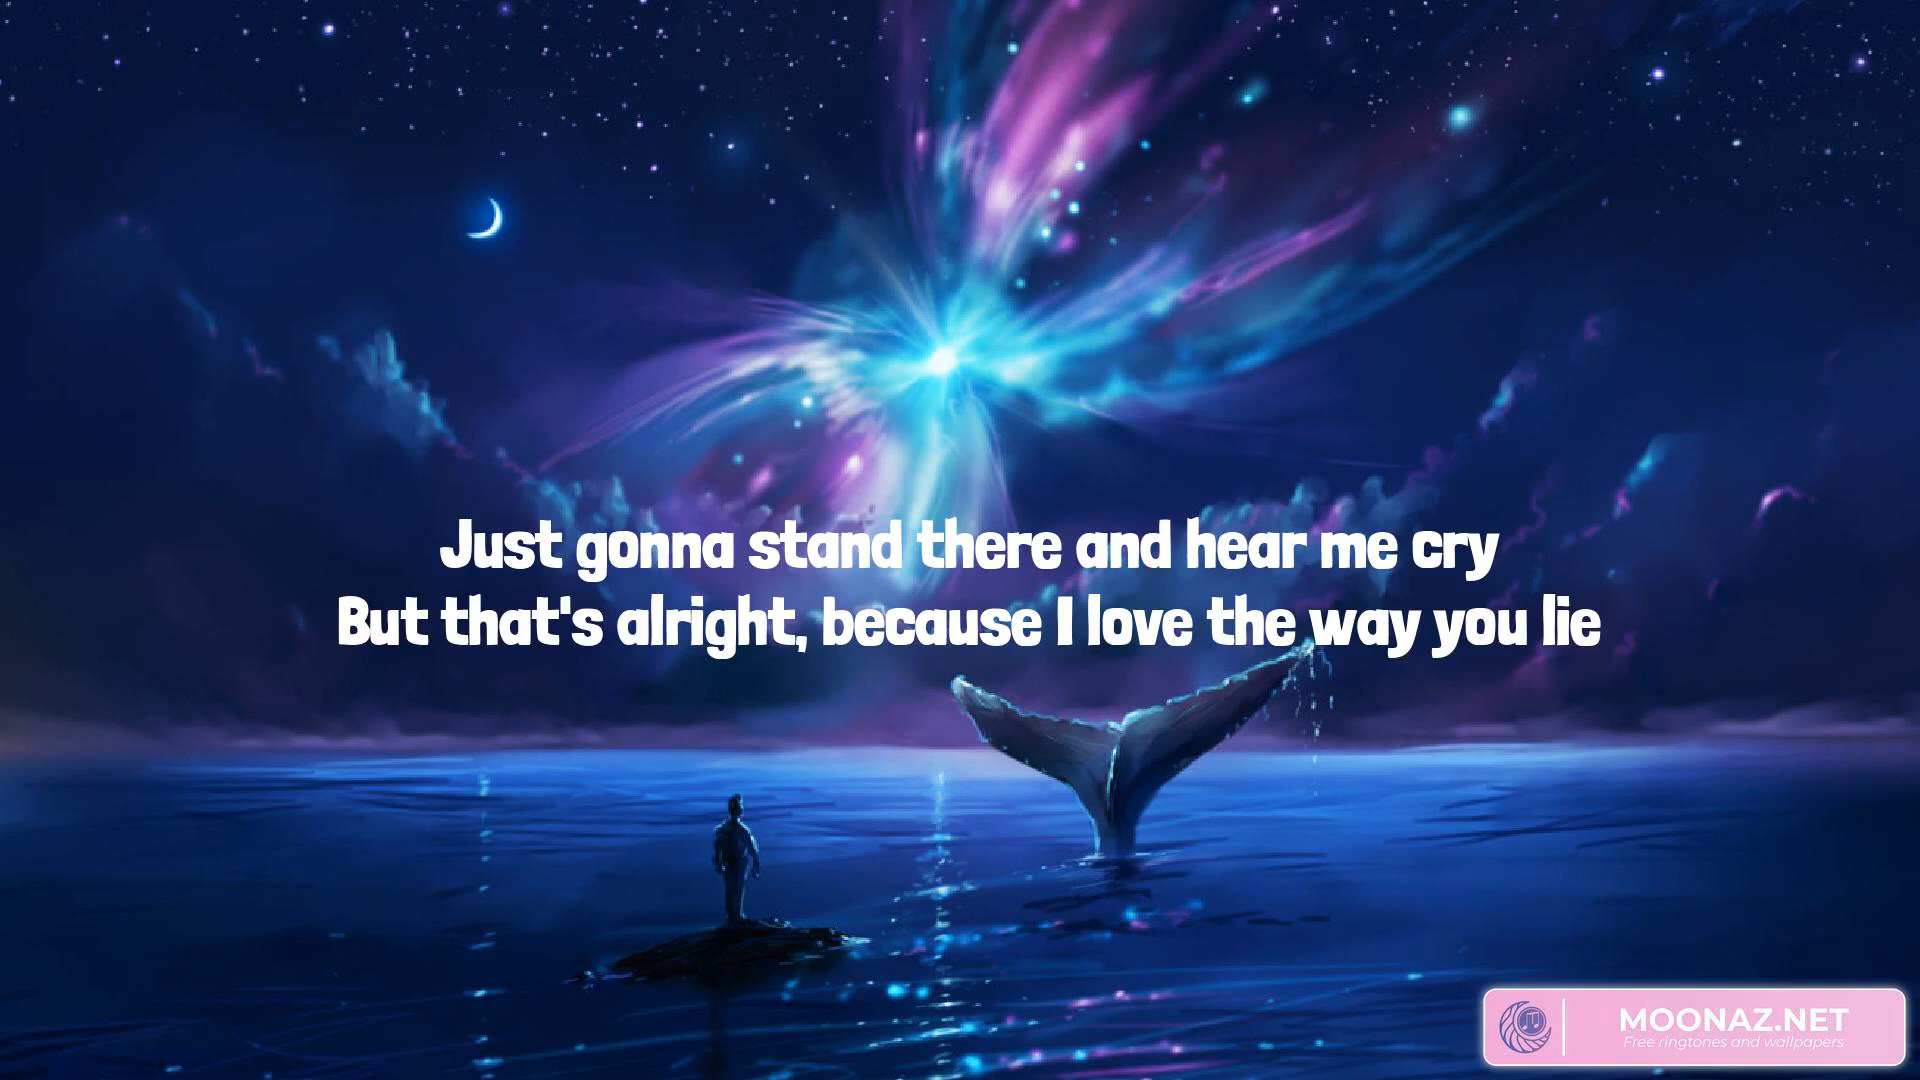 Just gonna stand there and hear me cry
But that's alright, because I love the way you lie
MOONAZ.NET
Free ringtones and wallpapers